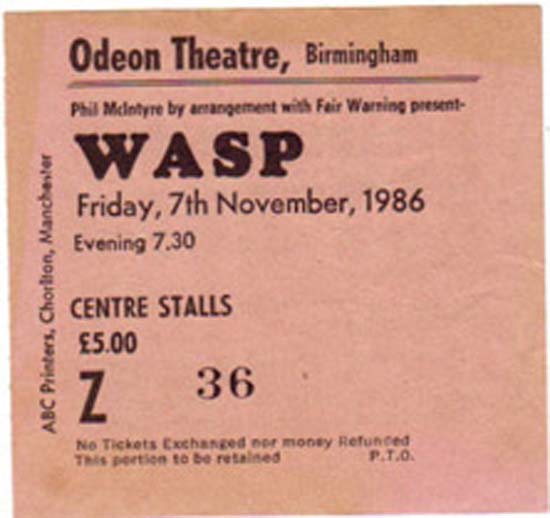 Odeon Theatre, Birmingham
Phil McIntyre by arrangement with Fair Warning present-
WASP
Friday, 7th November, 1986
Evening 7.30
CENTRE STALLS
£5.00
Z 36
No Tickets Exchanged nor money Refunded
This portion to be retained P.T.O.
ABC Printers, Chorlton, Manchester